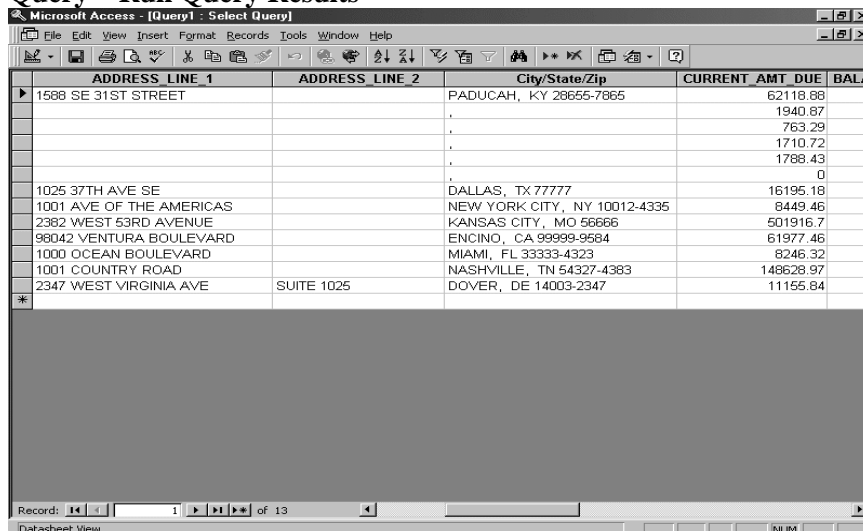 Query – Run Query Results
Microsoft Access - [Query1 : Select Query]
File Edit View Insert Format Records Tools Window Help
ADDRESS_LINE_1 ADDRESS_LINE_2 City/State/Zip CURRENT_AMT_DUE BALA
1588 SE 31ST STREET PADUCAH, KY 28655-7865 62118.88
, 1940.87
, 763.29
, 1710.72
, 1788.43
, 0
1025 37TH AVE SE DALLAS, TX 77777 16195.18
1001 AVE OF THE AMERICAS NEW YORK CITY, NY 10012-4335 8449.46
2382 WEST 53RD AVENUE KANSAS CITY, MO 56666 501916.7
98042 VENTURA BOULEVARD ENCINO, CA 99999-9584 61977.46
1000 OCEAN BOULEVARD MIAMI, FL 33333-4323 8246.32
1001 COUNTRY ROAD NASHVILLE, TN 54327-4383 148628.97
2347 WEST VIRGINIA AVE SUITE 1025 DOVER, DE 14003-2347 11155.84
Record: 1 of 13
Datasheet View NUM